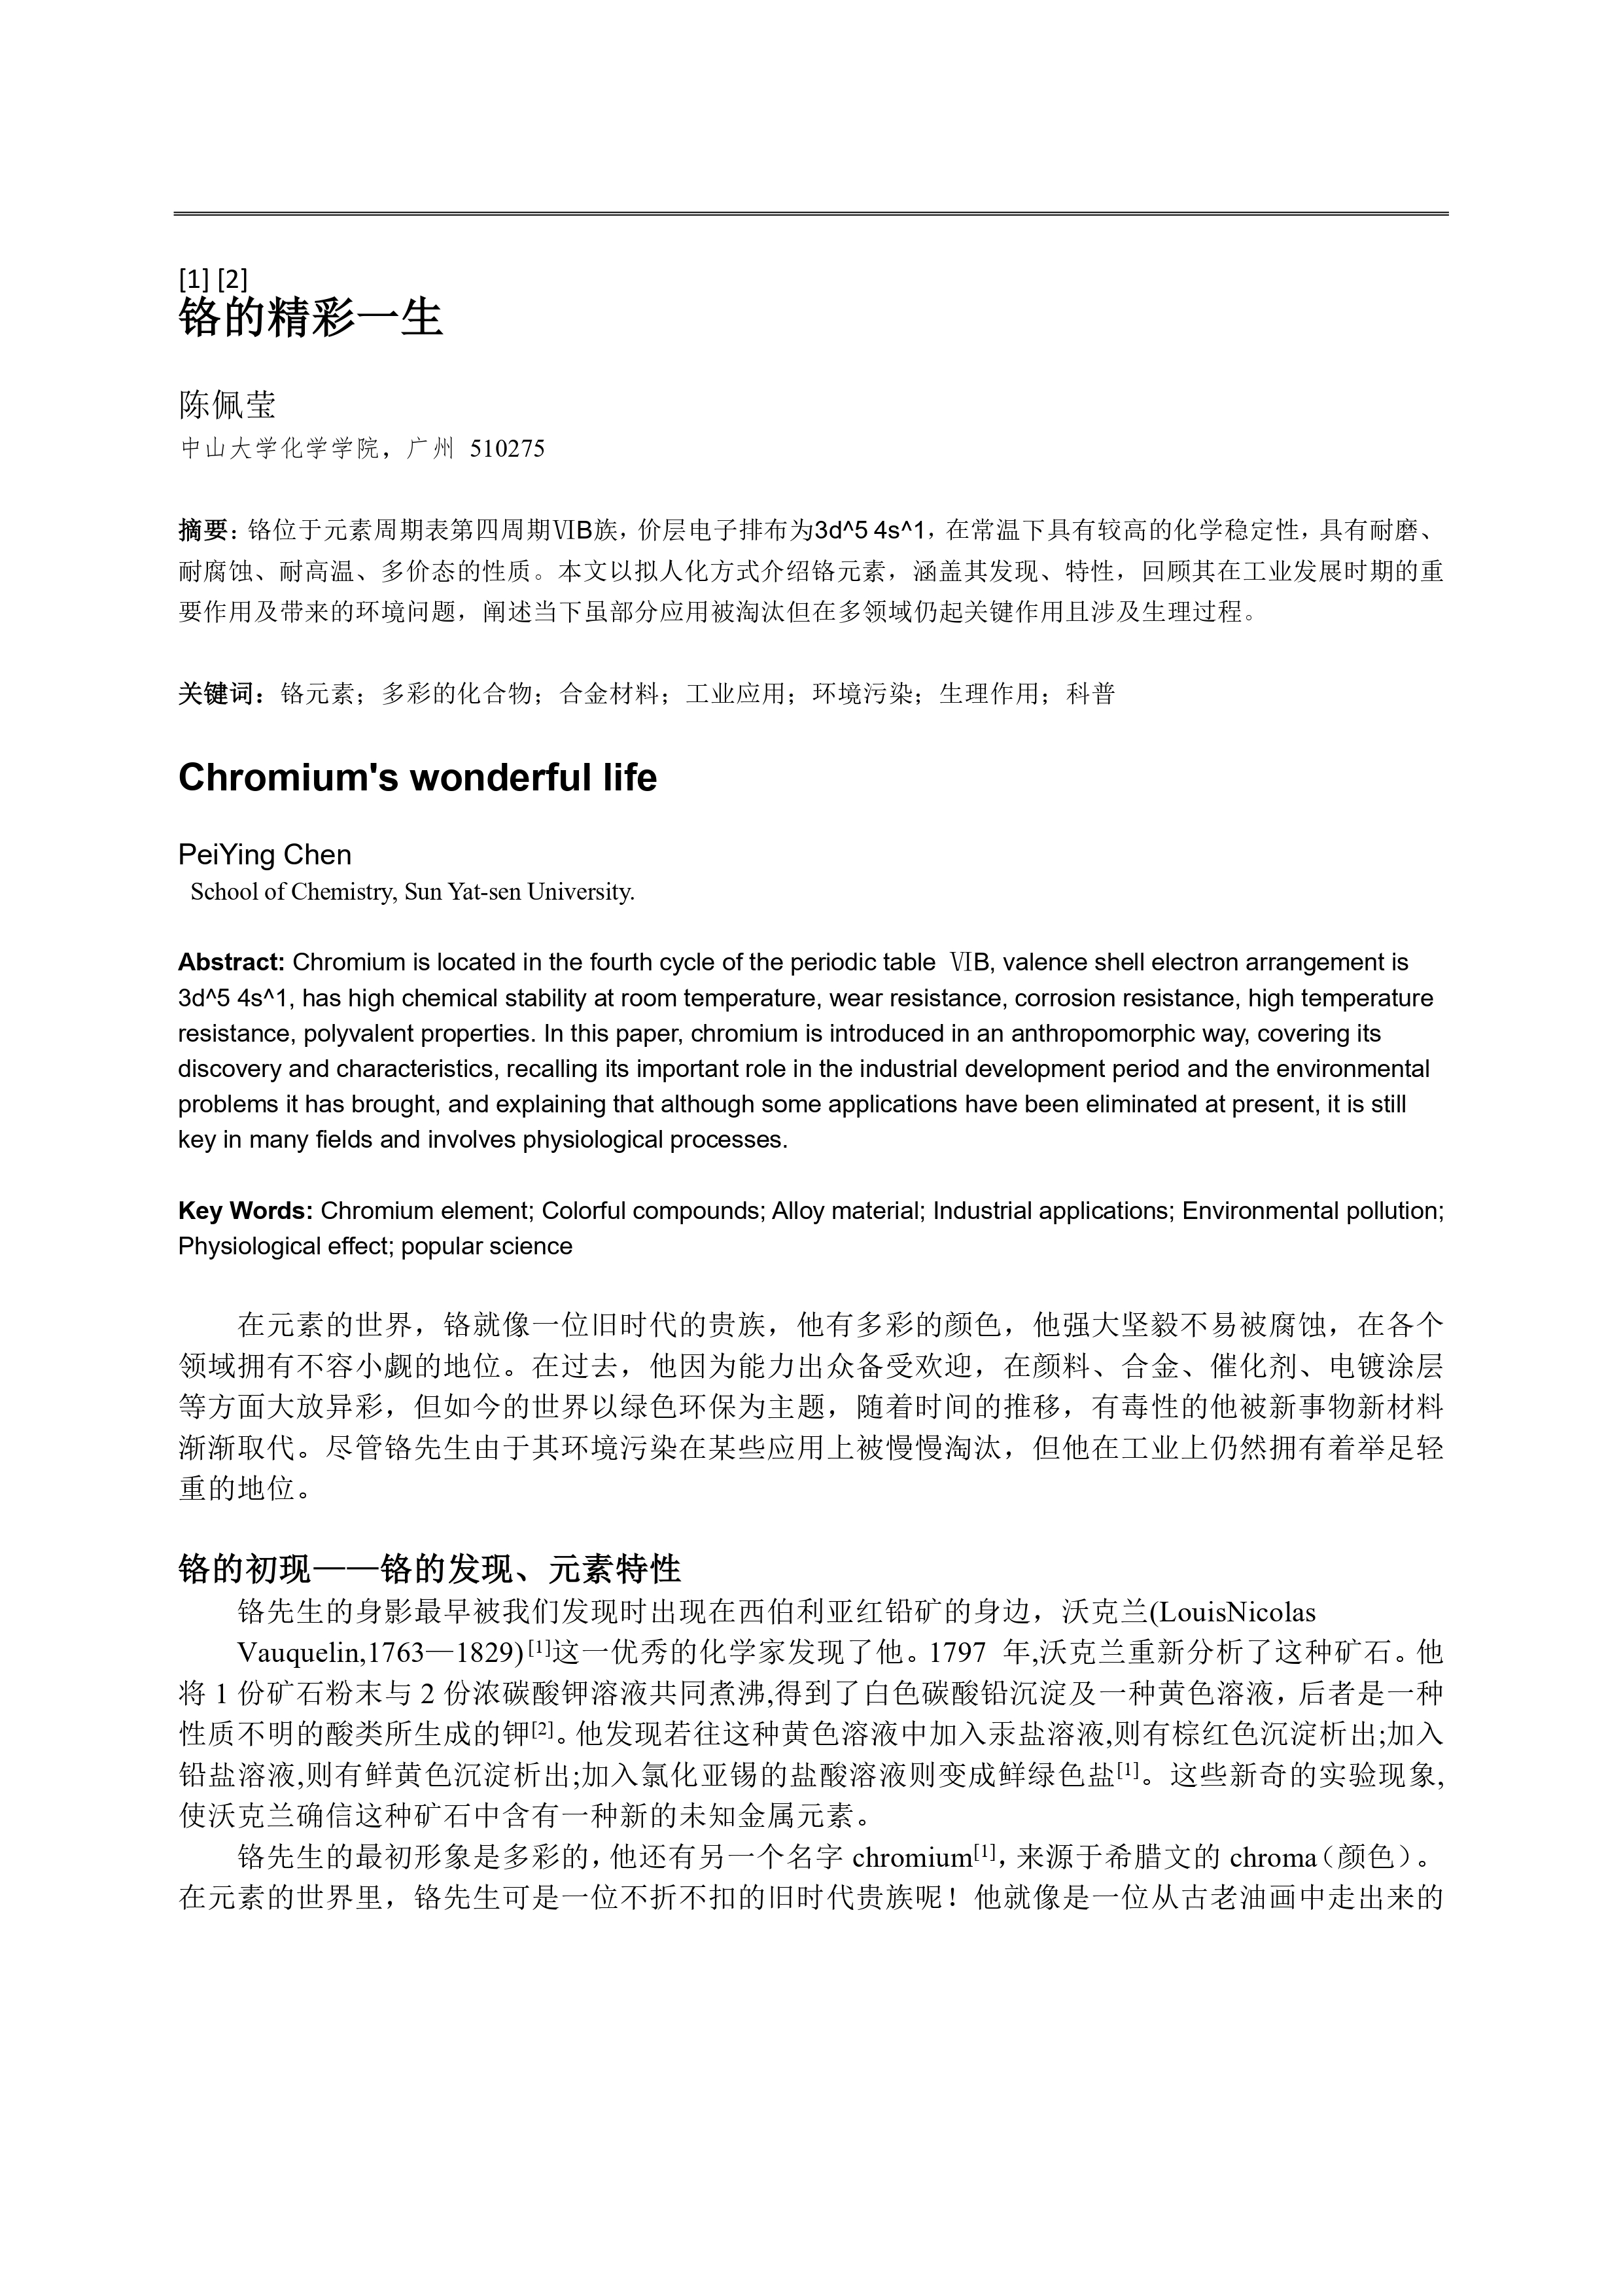 [1] [2]
铬的精彩一生
陈佩莹
中山大学化学学院，广州 510275
摘要：铬位于元素周期表第四周期ⅥB族，价层电子排布为3d^5 4s^1，在常温下具有较高的化学稳定性，具有耐磨、
耐腐蚀、耐高温、多价态的性质。本文以拟人化方式介绍铬元素，涵盖其发现、特性，回顾其在工业发展时期的重
要作用及带来的环境问题，阐述当下虽部分应用被淘汰但在多领域仍起关键作用且涉及生理过程。
关键词：铬元素；多彩的化合物；合金材料；工业应用；环境污染；生理作用；科普
Chromium's wonderful life
PeiYing Chen
School of Chemistry, Sun Yat-sen University.
Abstract: Chromium is located in the fourth cycle of the periodic table ⅥB, valence shell electron arrangement is
3d^5 4s^1, has high chemical stability at room temperature, wear resistance, corrosion resistance, high temperature
resistance, polyvalent properties. In this paper, chromium is introduced in an anthropomorphic way, covering its
discovery and characteristics, recalling its important role in the industrial development period and the environmental
problems it has brought, and explaining that although some applications have been eliminated at present, it is still
key in many fields and involves physiological processes.
Key Words: Chromium element; Colorful compounds; Alloy material; Industrial applications; Environmental pollution;
Physiological effect; popular science
在元素的世界，铬就像一位旧时代的贵族，他有多彩的颜色，他强大坚毅不易被腐蚀，在各个
领域拥有不容小觑的地位。在过去，他因为能力出众备受欢迎，在颜料、合金、催化剂、电镀涂层
等方面大放异彩，但如今的世界以绿色环保为主题，随着时间的推移，有毒性的他被新事物新材料
渐渐取代。尽管铬先生由于其环境污染在某些应用上被慢慢淘汰，但他在工业上仍然拥有着举足轻
重的地位。
铬的初现——铬的发现、元素特性
铬先生的身影最早被我们发现时出现在西伯利亚红铅矿的身边，沃克兰(LouisNicolas
Vauquelin,1763—1829)[1]这一优秀的化学家发现了他。1797 年,沃克兰重新分析了这种矿石。他
将 1 份矿石粉末与 2 份浓碳酸钾溶液共同煮沸,得到了白色碳酸铅沉淀及一种黄色溶液，后者是一种
性质不明的酸类所生成的钾[2]。他发现若往这种黄色溶液中加入汞盐溶液,则有棕红色沉淀析出;加入
铅盐溶液,则有鲜黄色沉淀析出;加入氯化亚锡的盐酸溶液则变成鲜绿色盐[1]。这些新奇的实验现象,
使沃克兰确信这种矿石中含有一种新的未知金属元素。
铬先生的最初形象是多彩的，他还有另一个名字 chromium[1]，来源于希腊文的 chroma（颜色）。
在元素的世界里，铬先生可是一位不折不扣的旧时代贵族呢！他就像是一位从古老油画中走出来的